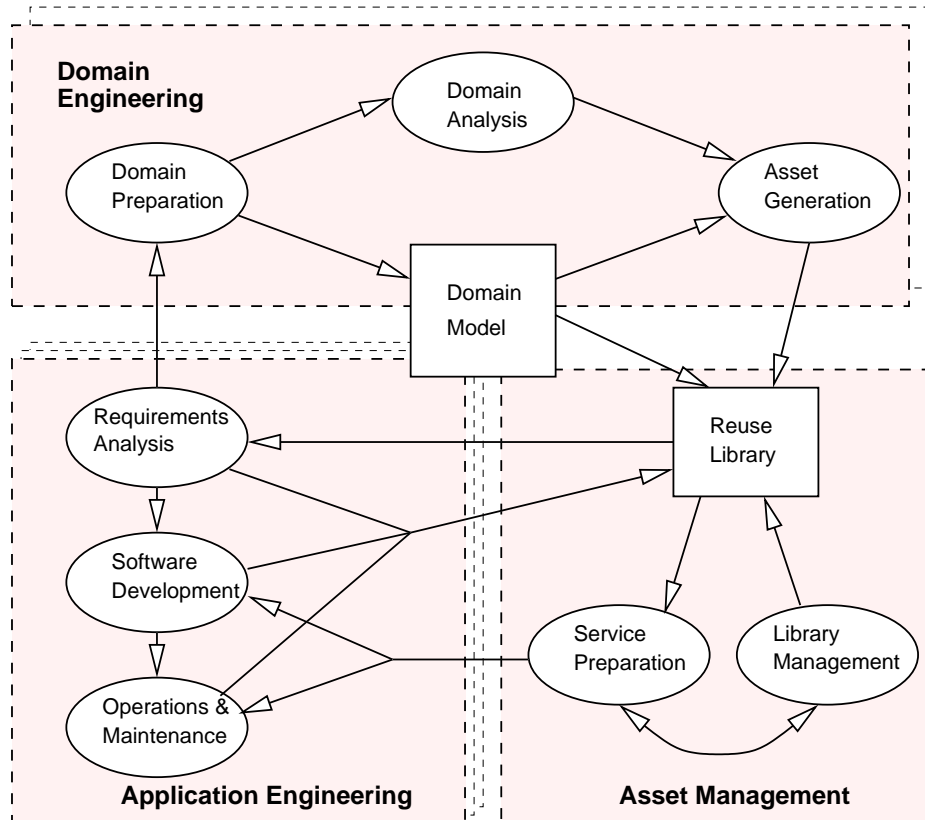 Domain
Engineering
Domain
Analysis
Domain
Preparation
Asset
Generation
Domain
Model
Requirements
Analysis
Reuse
Library
Software
Development
Service
Preparation
Library
Management
Operations &
Maintenance
Application Engineering
Asset Management